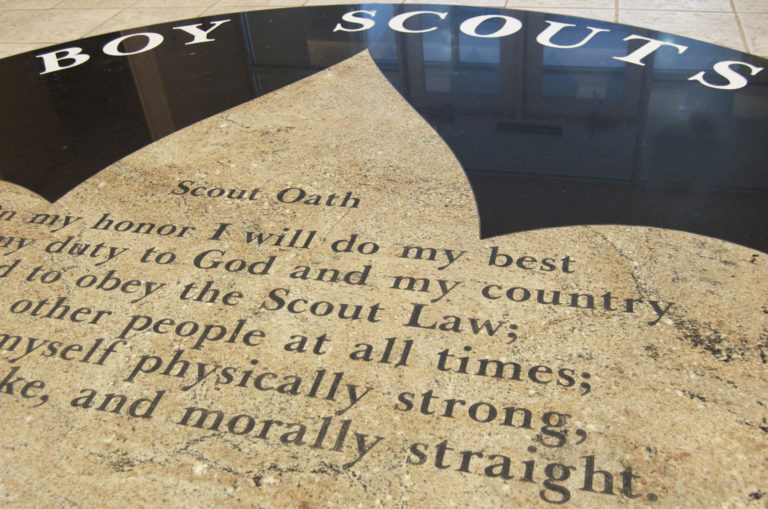 BOY SCOUTS
Scout Oath
On my honor I will do my best
my duty to God and my country
d to obey the Scout Law;
other people at all times;
myself physically strong,
ke, and morally straight.